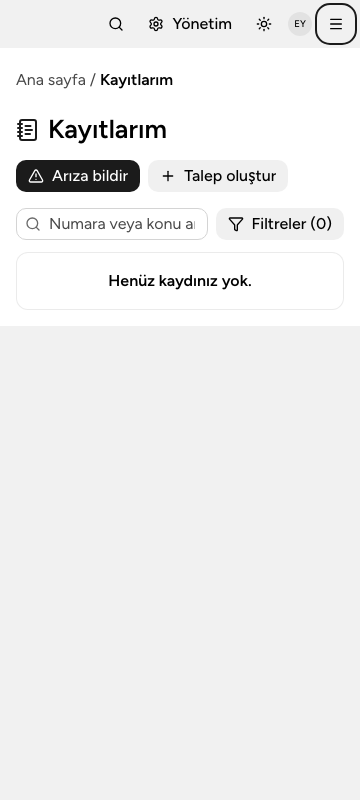 Yönetim
EY
Ana sayfa / Kayıtlarım
Kayıtlarım
Arıza bildir
Talep oluştur
Numara veya konu a
Filtreler (0)
Henüz kaydınız yok.